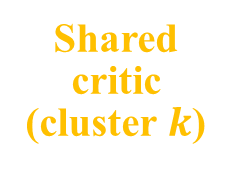 Shared
critic
(cluster k)